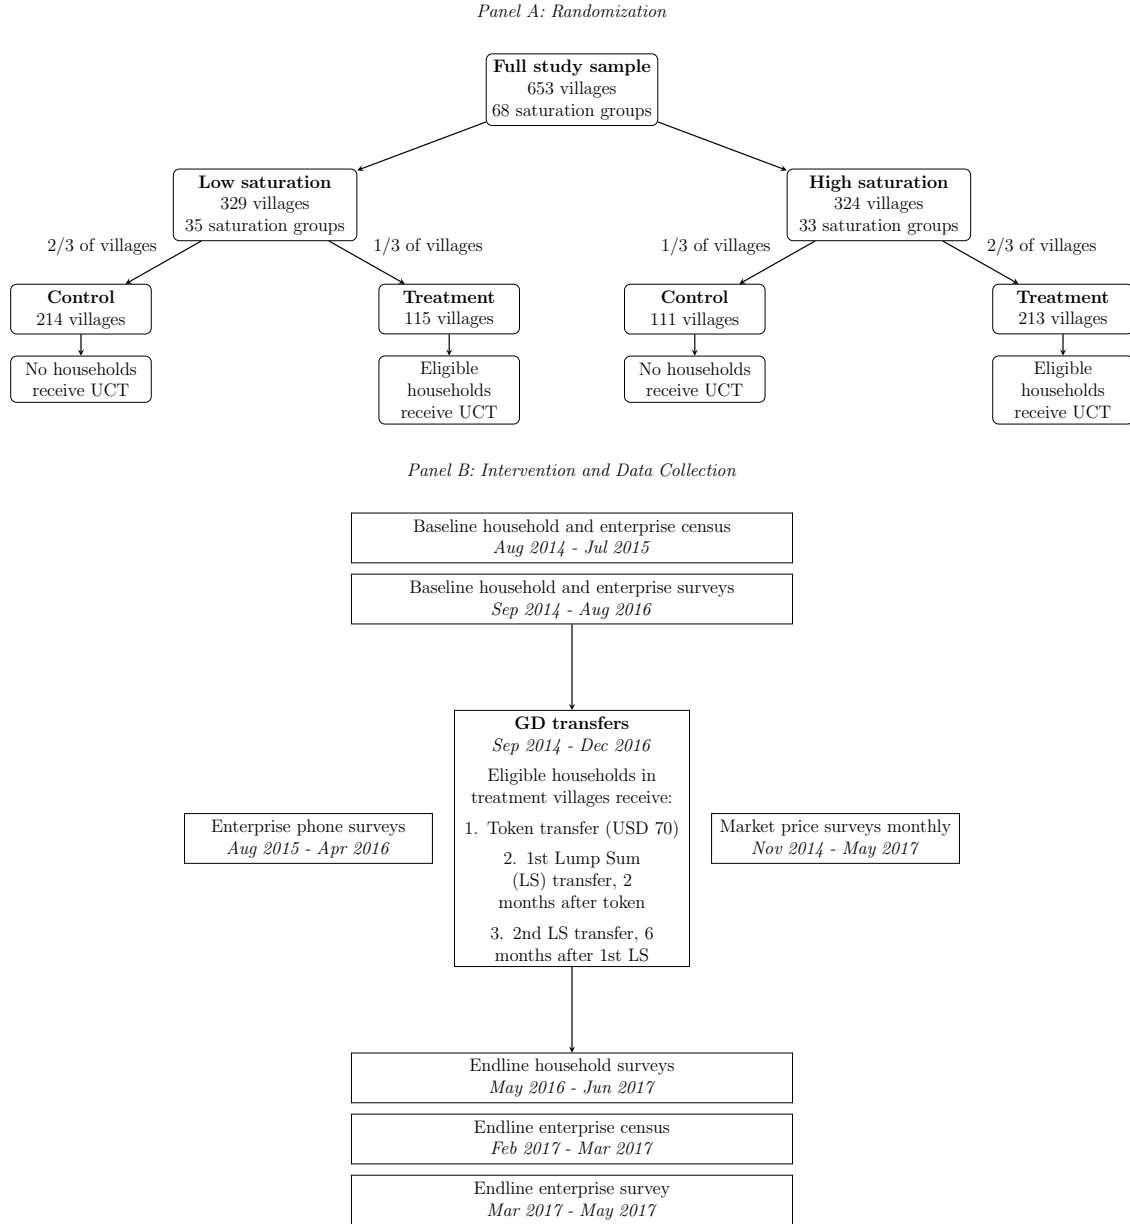 Panel A: Randomization
Full study sample
653 villages
68 saturation groups
Low saturation
329 villages
35 saturation groups
High saturation
324 villages
33 saturation groups
2/3 of villages
1/3 of villages
1/3 of villages
2/3 of villages
Control
214 villages
Treatment
115 villages
Control
111 villages
Treatment
213 villages
No households
receive UCT
Eligible
households
receive UCT
No households
receive UCT
Eligible
households
receive UCT
Panel B: Intervention and Data Collection
Baseline household and enterprise census
Aug 2014 - Jul 2015
Baseline household and enterprise surveys
Sep 2014 - Aug 2016
GD transfers
Sep 2014 - Dec 2016
Eligible households in
treatment villages receive:
1. Token transfer (USD 70)
2. 1st Lump Sum
(LS) transfer, 2
months after token
3. 2nd LS transfer, 6
months after 1st LS
Enterprise phone surveys
Aug 2015 - Apr 2016
Market price surveys monthly
Nov 2014 - May 2017
Endline household surveys
May 2016 - Jun 2017
Endline enterprise census
Feb 2017 - Mar 2017
Endline enterprise survey
Mar 2017 - May 2017